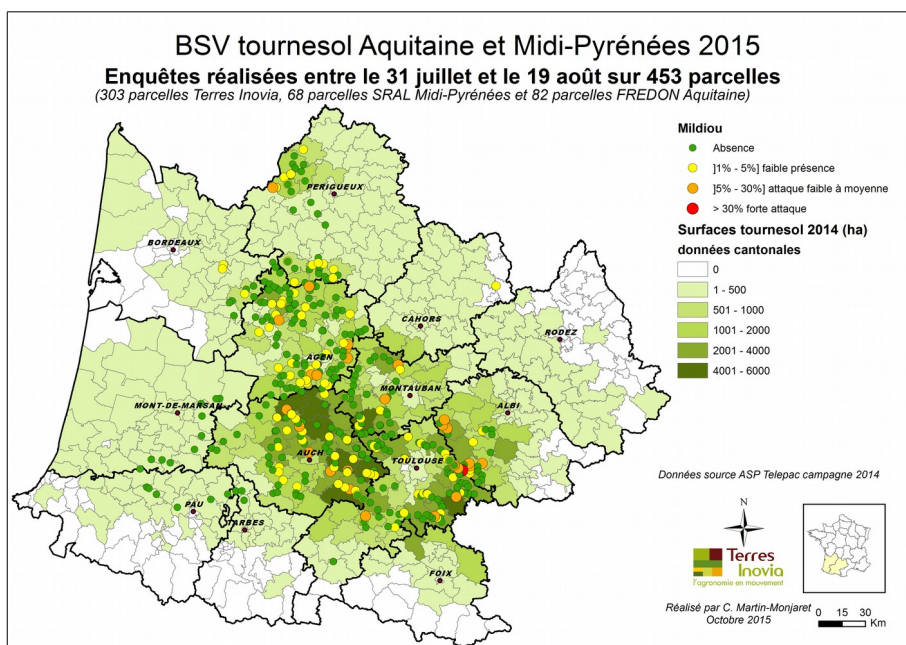 BSV tournesol Aquitaine et Midi-Pyrénées 2015
Enquêtes réalisées entre le 31 juillet et le 19 août sur 453 parcelles
(303 parcelles Terres Inovia, 68 parcelles SRAL Midi-Pyrénées et 82 parcelles FREDON Aquitaine)
Mildiou
Absence
]1% - 5%] faible présence
]5% - 30%] attaque faible à moyenne
> 30% forte attaque
Surfaces tournesol 2014 (ha)
données cantonales
0
1 - 500
501 - 1000
1001 - 2000
2001 - 4000
4001 - 6000
PERIGUEUX
BORDEAUX
CAHORS
RODEZ
AGEN
MONTAUBAN
MONT-DE-MARSAN
ALBI
AUCH
TOULOUSE
PAU
TARBES
FOIX
Données source ASP Telepac campagne 2014
N
Terres
Inovia
l'agronomie en mouvement
Réalisé par C. Martin-Monjaret
Octobre 2015
0 15 30
Km